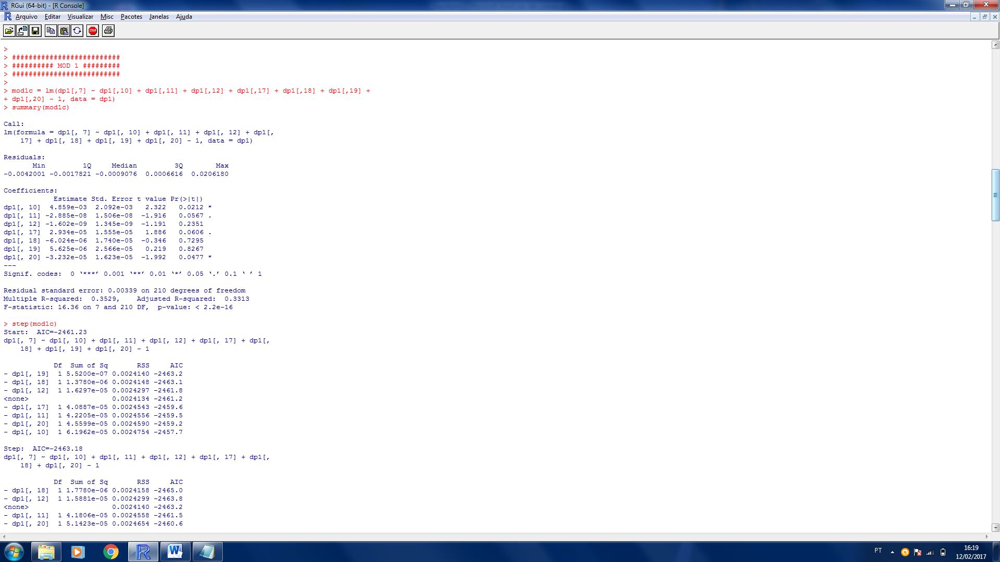 RGui (64-bit) - [R Console]
Arquivo Editar Visualizar Misc Pacotes Janelas Ajuda
STOP
>
> ##########################
> ########## MOD 1 #########
> ##########################
>
> mod1c = lm(dp1[,7] ~ dp1[,10] + dp1[,11] + dp1[,12] + dp1[,17] + dp1[,18] + dp1[,19] +
+ dp1[,20] - 1, data = dp1)
> summary(mod1c)
Call:
lm(formula = dp1[, 7] ~ dp1[, 10] + dp1[, 11] + dp1[, 12] + dp1[,
    17] + dp1[, 18] + dp1[, 19] + dp1[, 20] - 1, data = dp1)
Residuals:
       Min         1Q     Median         3Q        Max
-0.0042001 -0.0017821 -0.0009076  0.0006616  0.0206180
Coefficients:
            Estimate Std. Error t value Pr(>|t|)
dp1[, 10]  4.859e-03  2.092e-03   2.322   0.0212 *
dp1[, 11] -2.885e-08  1.506e-08  -1.916   0.0567 .
dp1[, 12] -1.602e-09  1.345e-09  -1.191   0.2351
dp1[, 17]  2.934e-05  1.555e-05   1.886   0.0606 .
dp1[, 18] -6.024e-06  1.740e-05  -0.346   0.7295
dp1[, 19]  5.625e-06  2.566e-05   0.219   0.8267
dp1[, 20] -3.232e-05  1.623e-05  -1.992   0.0477 *
---
Signif. codes:  0 ‘***’ 0.001 ‘**’ 0.01 ‘*’ 0.05 ‘.’ 0.1 ‘ ’ 1
Residual standard error: 0.00339 on 210 degrees of freedom
Multiple R-squared:  0.3529,    Adjusted R-squared:  0.3313
F-statistic: 16.36 on 7 and 210 DF,  p-value: < 2.2e-16
> step(mod1c)
Start:  AIC=-2461.23
dp1[, 7] ~ dp1[, 10] + dp1[, 11] + dp1[, 12] + dp1[, 17] + dp1[,
    18] + dp1[, 19] + dp1[, 20] - 1
            Df  Sum of Sq       RSS     AIC
- dp1[, 19]  1 5.5200e-07 0.0024140 -2463.2
- dp1[, 18]  1 1.3780e-06 0.0024148 -2463.1
- dp1[, 12]  1 1.6297e-05 0.0024297 -2461.8
<none>                    0.0024134 -2461.2
- dp1[, 17]  1 4.0887e-05 0.0024543 -2459.6
- dp1[, 11]  1 4.2205e-05 0.0024556 -2459.5
- dp1[, 20]  1 4.5599e-05 0.0024590 -2459.2
- dp1[, 10]  1 6.1962e-05 0.0024754 -2457.7
Step:  AIC=-2463.18
dp1[, 7] ~ dp1[, 10] + dp1[, 11] + dp1[, 12] + dp1[, 17] + dp1[,
    18] + dp1[, 20] - 1
            Df  Sum of Sq       RSS     AIC
- dp1[, 18]  1 1.7780e-06 0.0024158 -2465.0
- dp1[, 12]  1 1.5881e-05 0.0024299 -2463.8
<none>                    0.0024140 -2463.2
- dp1[, 11]  1 4.1806e-05 0.0024558 -2461.5
- dp1[, 20]  1 5.1423e-05 0.0024654 -2460.6
PT
16:19
12/02/2017